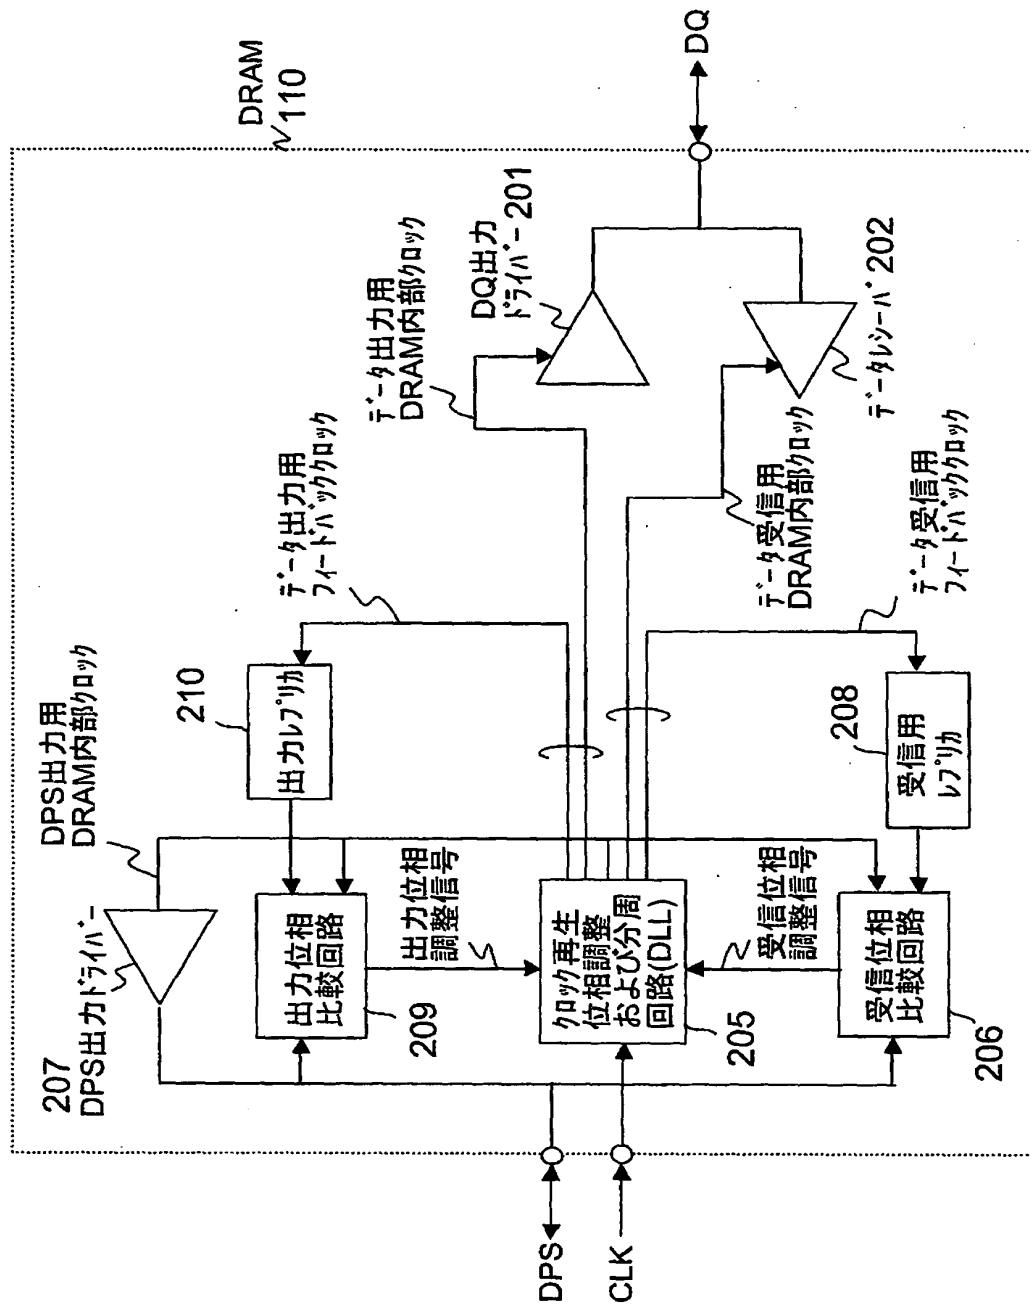 DRAM
110
DQ
データ出力用
DRAM内部クロック
DQ出力
ドライバー 201
データレシーバ 202
データ受信用
DRAM内部クロック
データ出力用
フィードバッククロック
データ受信用
フィードバッククロック
DPS出力用
DRAM内部クロック
210
出力レプリカ
208
受信用
レプリカ
207
DPS出力ドライバー
出力位相
比較回路
209
出力位相
調整信号
クロック再生
位相調整
および分周
回路(DLL)
205
受信位相
調整信号
受信位相
比較回路
206
DPS
CLK